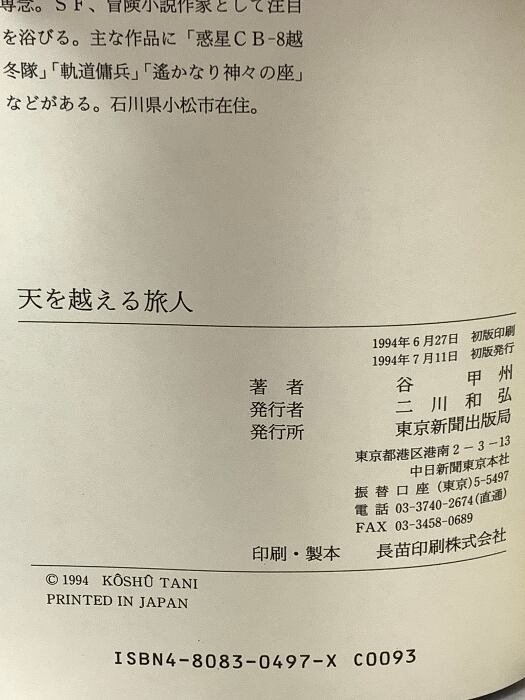 専念。ＳＦ、冒険小説作家として注目
を浴びる。主な作品に「惑星ＣＢ-8越
冬隊」「軌道傭兵」「遙かなり神々の座」
などがある。石川県小松市在住。
天を越える旅人
1994年6月27日　初版印刷
1994年7月11日　初版発行
著者　谷甲州
発行者　二川和弘
発行所　東京新聞出版局
東京都港区港南2－3－13
中日新聞東京本社
振替口座（東京）5-5497
電話 03-3740-2674（直通）
FAX 03-3458-0689
印刷・製本　長苗印刷株式会社
© 1994　KÔSHÛ TANI
PRINTED IN JAPAN
ISBN4-8083-0497-X C0093